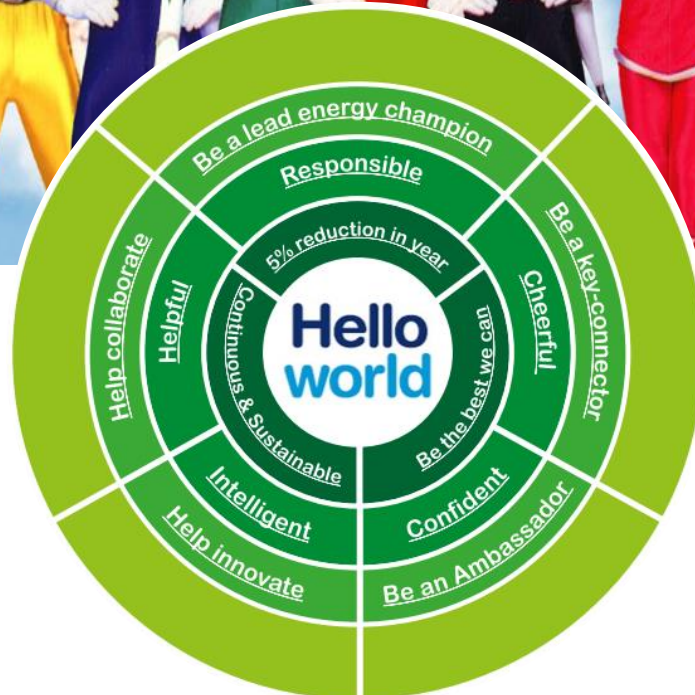 Be a lead energy champion
Responsible
5% reduction in year
Hello
world
Be a key-connector
Cheerful
Be the best we can
Be an Ambassador
Confident
Help innovate
Intelligent
Continuous & Sustainable
Help collaborate
Helpful